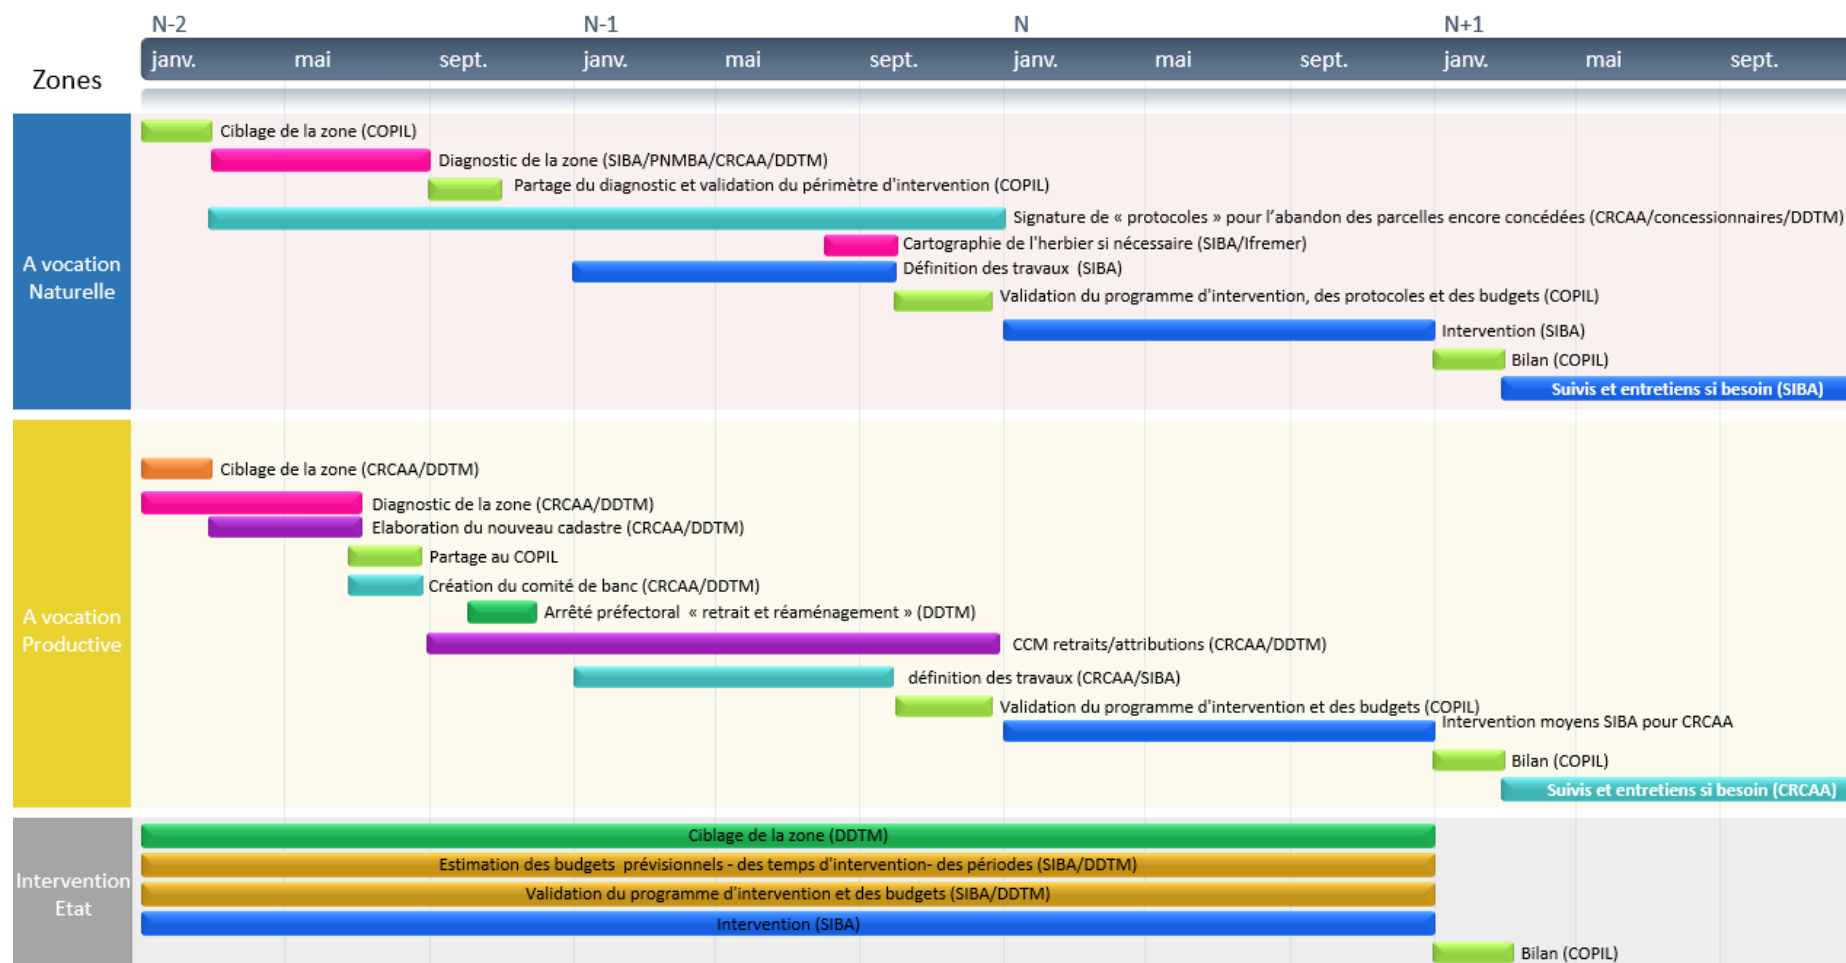 N-2 N-1 N N+1
janv. mai sept. janv. mai sept. janv. mai sept. janv. mai sept.
Zones
A vocation
Naturelle
Ciblage de la zone (COPIL)
Diagnostic de la zone (SIBA/PNMBA/CRCAA/DDTM)
Partage du diagnostic et validation du périmètre d'intervention (COPIL)
Signature de « protocoles » pour l’abandon des parcelles encore concédées (CRCAA/concessionnaires/DDTM)
Cartographie de l'herbier si nécessaire (SIBA/Ifremer)
Définition des travaux (SIBA)
Validation du programme d'intervention, des protocoles et des budgets (COPIL)
Intervention (SIBA)
Bilan (COPIL)
Suivis et entretiens si besoin (SIBA)
A vocation
Productive
Ciblage de la zone (CRCAA/DDTM)
Diagnostic de la zone (CRCAA/DDTM)
Elaboration du nouveau cadastre (CRCAA/DDTM)
Partage au COPIL
Création du comité de banc (CRCAA/DDTM)
Arrêté préfectoral « retrait et réaménagement » (DDTM)
CCM retraits/attributions (CRCAA/DDTM)
définition des travaux (CRCAA/SIBA)
Validation du programme d'intervention et des budgets (COPIL)
Intervention moyens SIBA pour CRCAA
Bilan (COPIL)
Suivis et entretiens si besoin (CRCAA)
Intervention
Etat
Ciblage de la zone (DDTM)
Estimation des budgets prévisionnels - des temps d'intervention- des périodes (SIBA/DDTM)
Validation du programme d'intervention et des budgets (SIBA/DDTM)
Intervention (SIBA)
Bilan (COPIL)